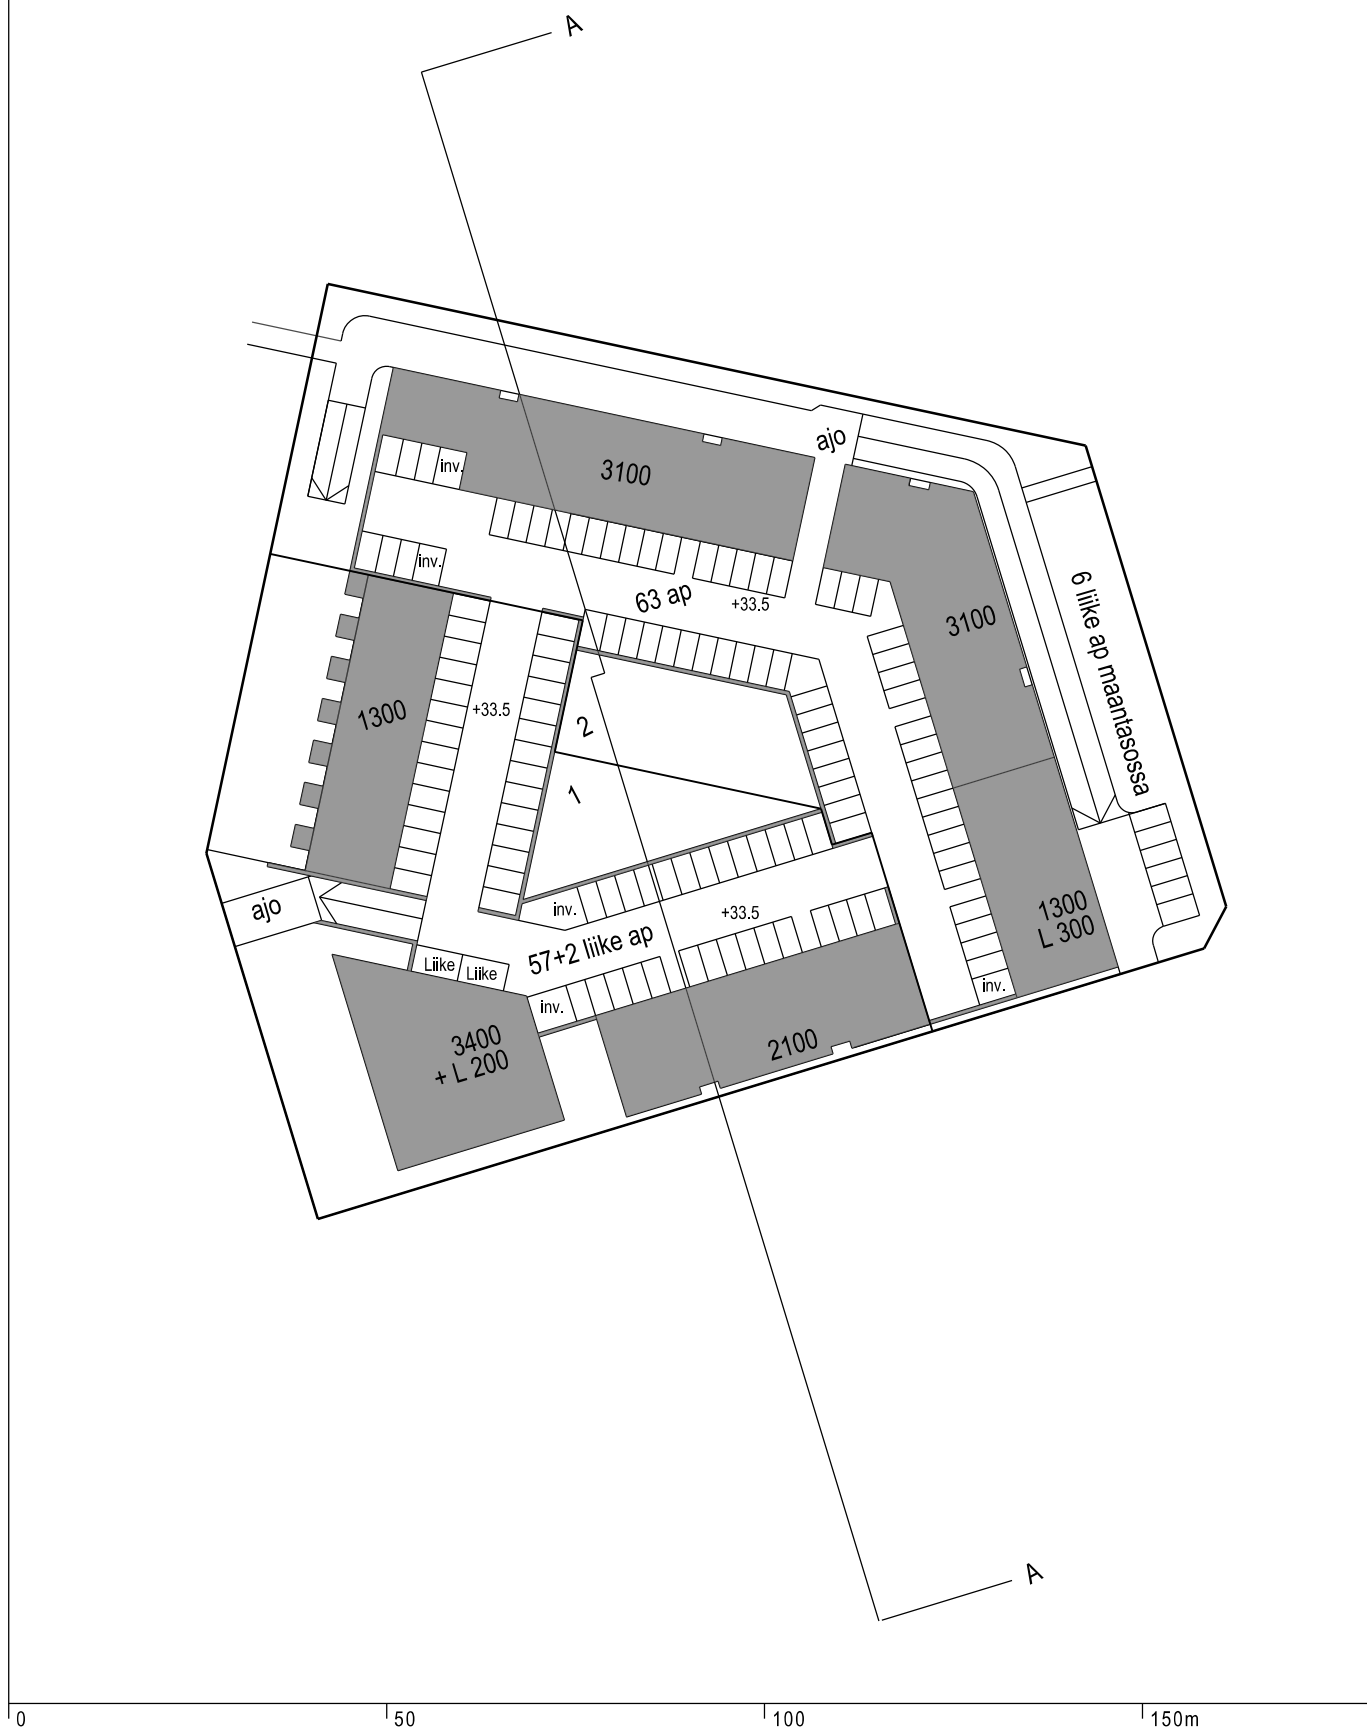 A
ajo
inv.
3100
inv.
63 ap
+33.5
3100
6 liike ap maantasossa
1300
+33.5
2
1
ajo
inv.
+33.5
57+2 liike ap
1300
L 300
Liike
Liike
inv.
inv.
3400
+ L 200
2100
A
0
50
100
150m